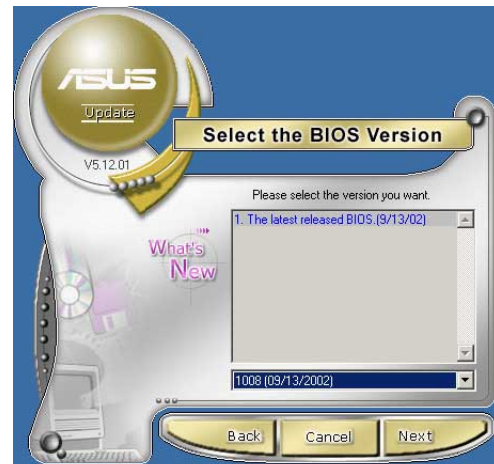 ASUS
Update
V5.12.01
Select the BIOS Version
Please select the version you want.
What's
New
1. The latest released BIOS.(9/13/02)
1008 (09/13/2002)
Back
Cancel
Next